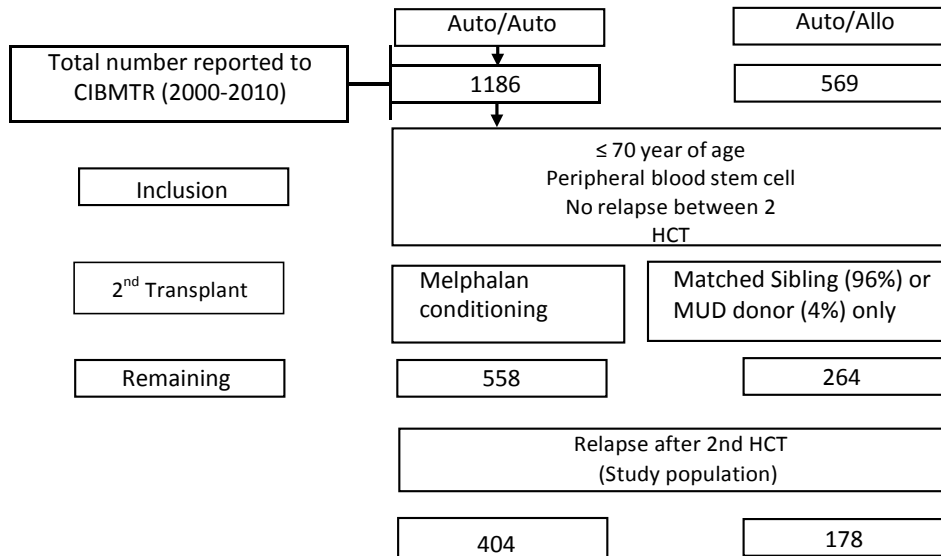 Auto/Auto
Auto/Allo
Total number reported to
CIBMTR (2000-2010)
1186
569
≤ 70 year of age
Peripheral blood stem cell
No relapse between 2
HCT
Inclusion
2nd Transplant
Melphalan
conditioning
Matched Sibling (96%) or
MUD donor (4%) only
Remaining
558
264
Relapse after 2nd HCT
(Study population)
404
178